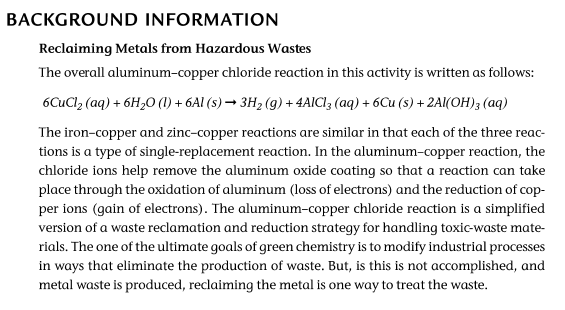 BACKGROUND INFORMATION
Reclaiming Metals from Hazardous Wastes
The overall aluminum–copper chloride reaction in this activity is written as follows:
6CuCl₂ (aq) + 6H₂O (l) + 6Al (s) → 3H₂ (g) + 4AlCl₃ (aq) + 6Cu (s) + 2Al(OH)₃ (aq)
The iron–copper and zinc–copper reactions are similar in that each of the three reac-
tions is a type of single-replacement reaction. In the aluminum–copper reaction, the
chloride ions help remove the aluminum oxide coating so that a reaction can take
place through the oxidation of aluminum (loss of electrons) and the reduction of cop-
per ions (gain of electrons). The aluminum–copper chloride reaction is a simplified
version of a waste reclamation and reduction strategy for handling toxic-waste mate-
rials. The one of the ultimate goals of green chemistry is to modify industrial processes
in ways that eliminate the production of waste. But, is this is not accomplished, and
metal waste is produced, reclaiming the metal is one way to treat the waste.